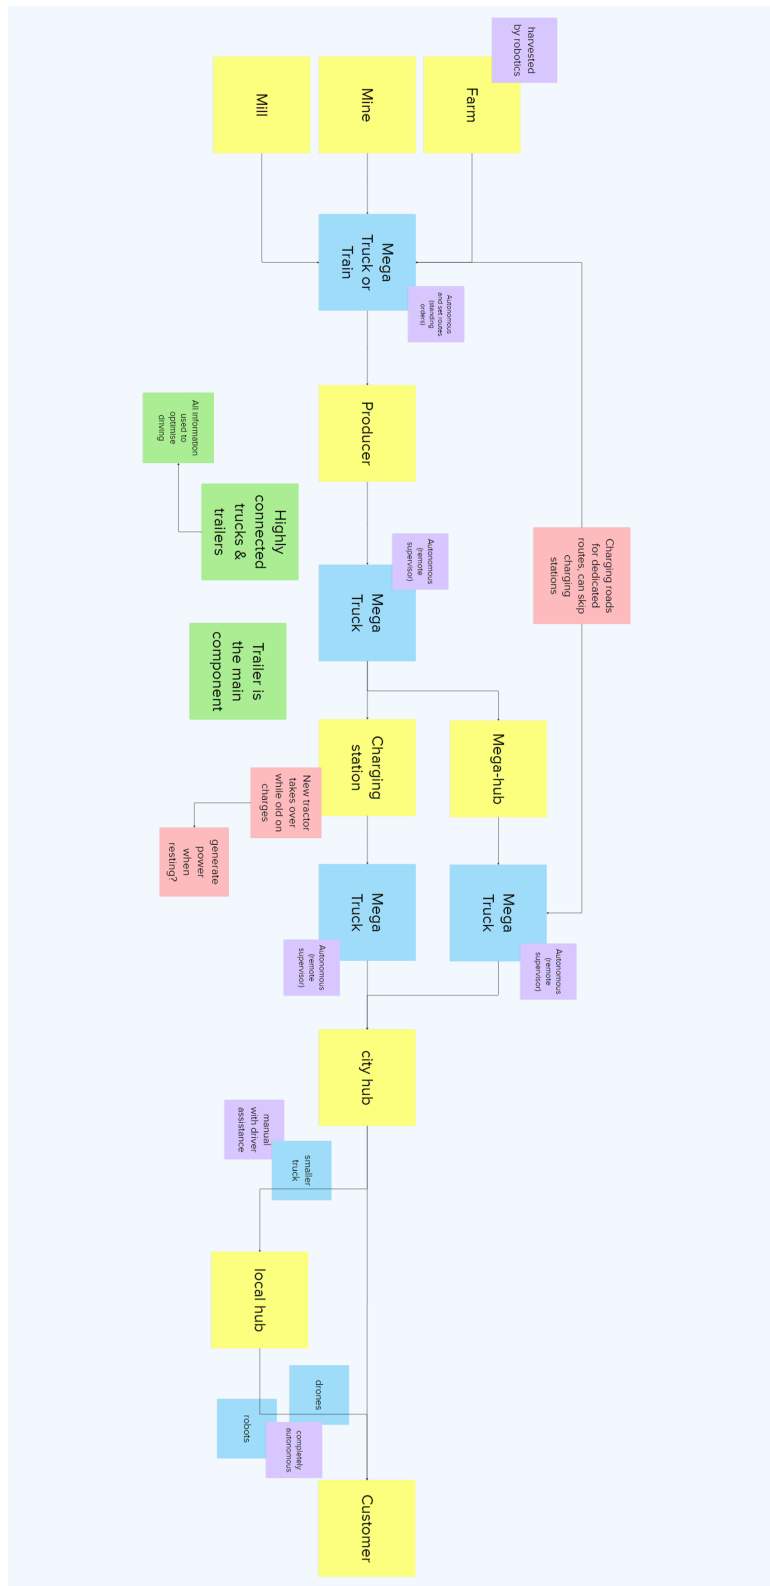 harvested
by robotics
Farm
Mine
Mill
Mega
Truck or
Train
Autonomous
and set routes
(standing
orders)
Producer
All information
used to
optimise
driving
Highly
connected
trucks &
trailers
Autonomous
(remote
supervisor)
Mega
Truck
Charging roads
for dedicated
routes, can skip
charging
stations
Trailer is
the main
component
Mega-hub
Charging
station
New tractor
takes over
while old on
charges
generate
power
when
resting?
Mega
Truck
Autonomous
(remote
supervisor)
Mega
Truck
Autonomous
(remote
supervisor)
city hub
manual
with driver
assistance
smaller
truck
local hub
drones
robots
completely
autonomous
Customer